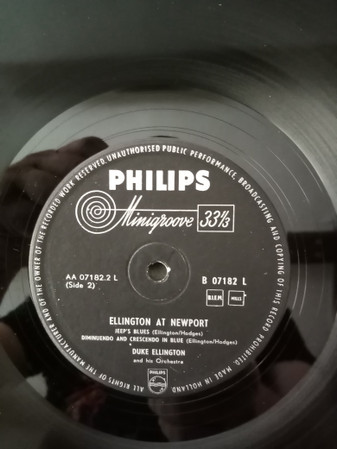 ALL RIGHTS OF THE MANUFACTURER AND OF THE OWNER OF THE RECORDED WORK RESERVED. UNAUTHORISED PUBLIC PERFORMANCE, BROADCASTING AND COPYING OF THIS RECORD PROHIBITED. MADE IN HOLLAND
PHILIPS
Minigroove 33⅓
AA 07182.2 L
(Side 2)
B 07182 L
B.I.E.M.
ELLINGTON AT NEWPORT
JEEP'S BLUES (Ellington/Hodges)
DIMINUENDO AND CRESCENDO IN BLUE (Ellington/Hodges)
DUKE ELLINGTON
and his Orchestra
PHILIPS